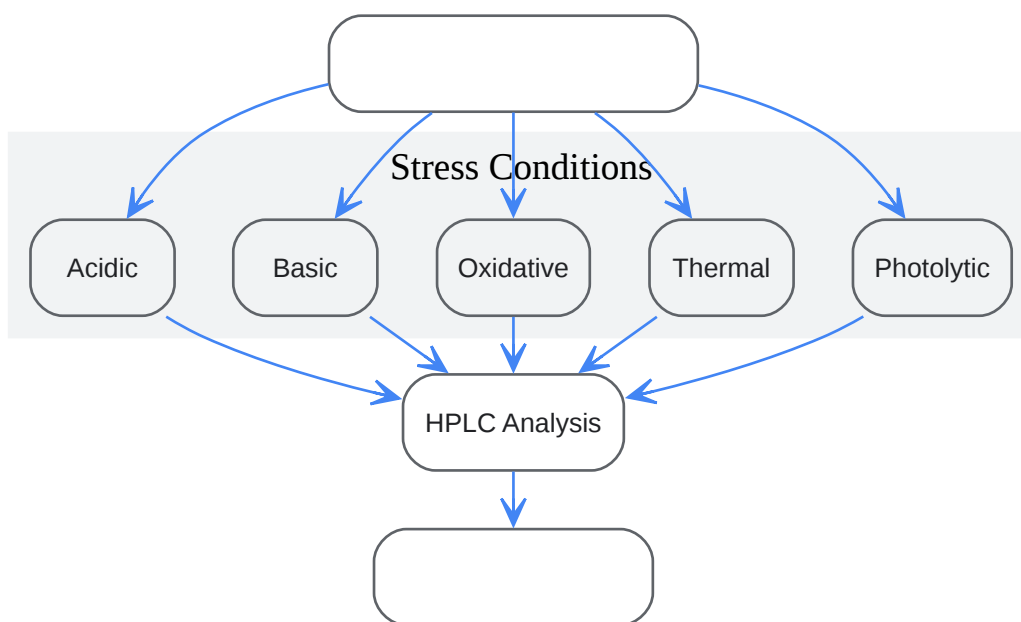 Stress Conditions
Acidic
Basic
Oxidative
Thermal
Photolytic
HPLC Analysis